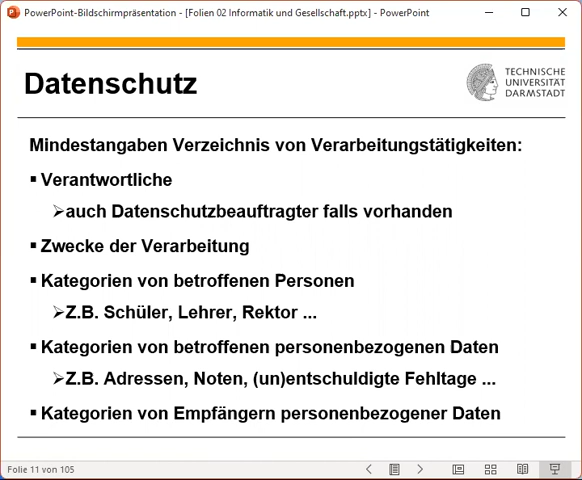 PowerPoint-Bildschirmpräsentation - [Folien 02 Informatik und Gesellschaft.pptx] - PowerPoint
Datenschutz
TECHNISCHE
UNIVERSITÄT
DARMSTADT
Mindestangaben Verzeichnis von Verarbeitungstätigkeiten:
▪ Verantwortliche
➢auch Datenschutzbeauftragter falls vorhanden
▪ Zwecke der Verarbeitung
▪ Kategorien von betroffenen Personen
➢Z.B. Schüler, Lehrer, Rektor ...
▪ Kategorien von betroffenen personenbezogenen Daten
➢Z.B. Adressen, Noten, (un)entschuldigte Fehltage ...
▪ Kategorien von Empfängern personenbezogener Daten
Folie 11 von 105